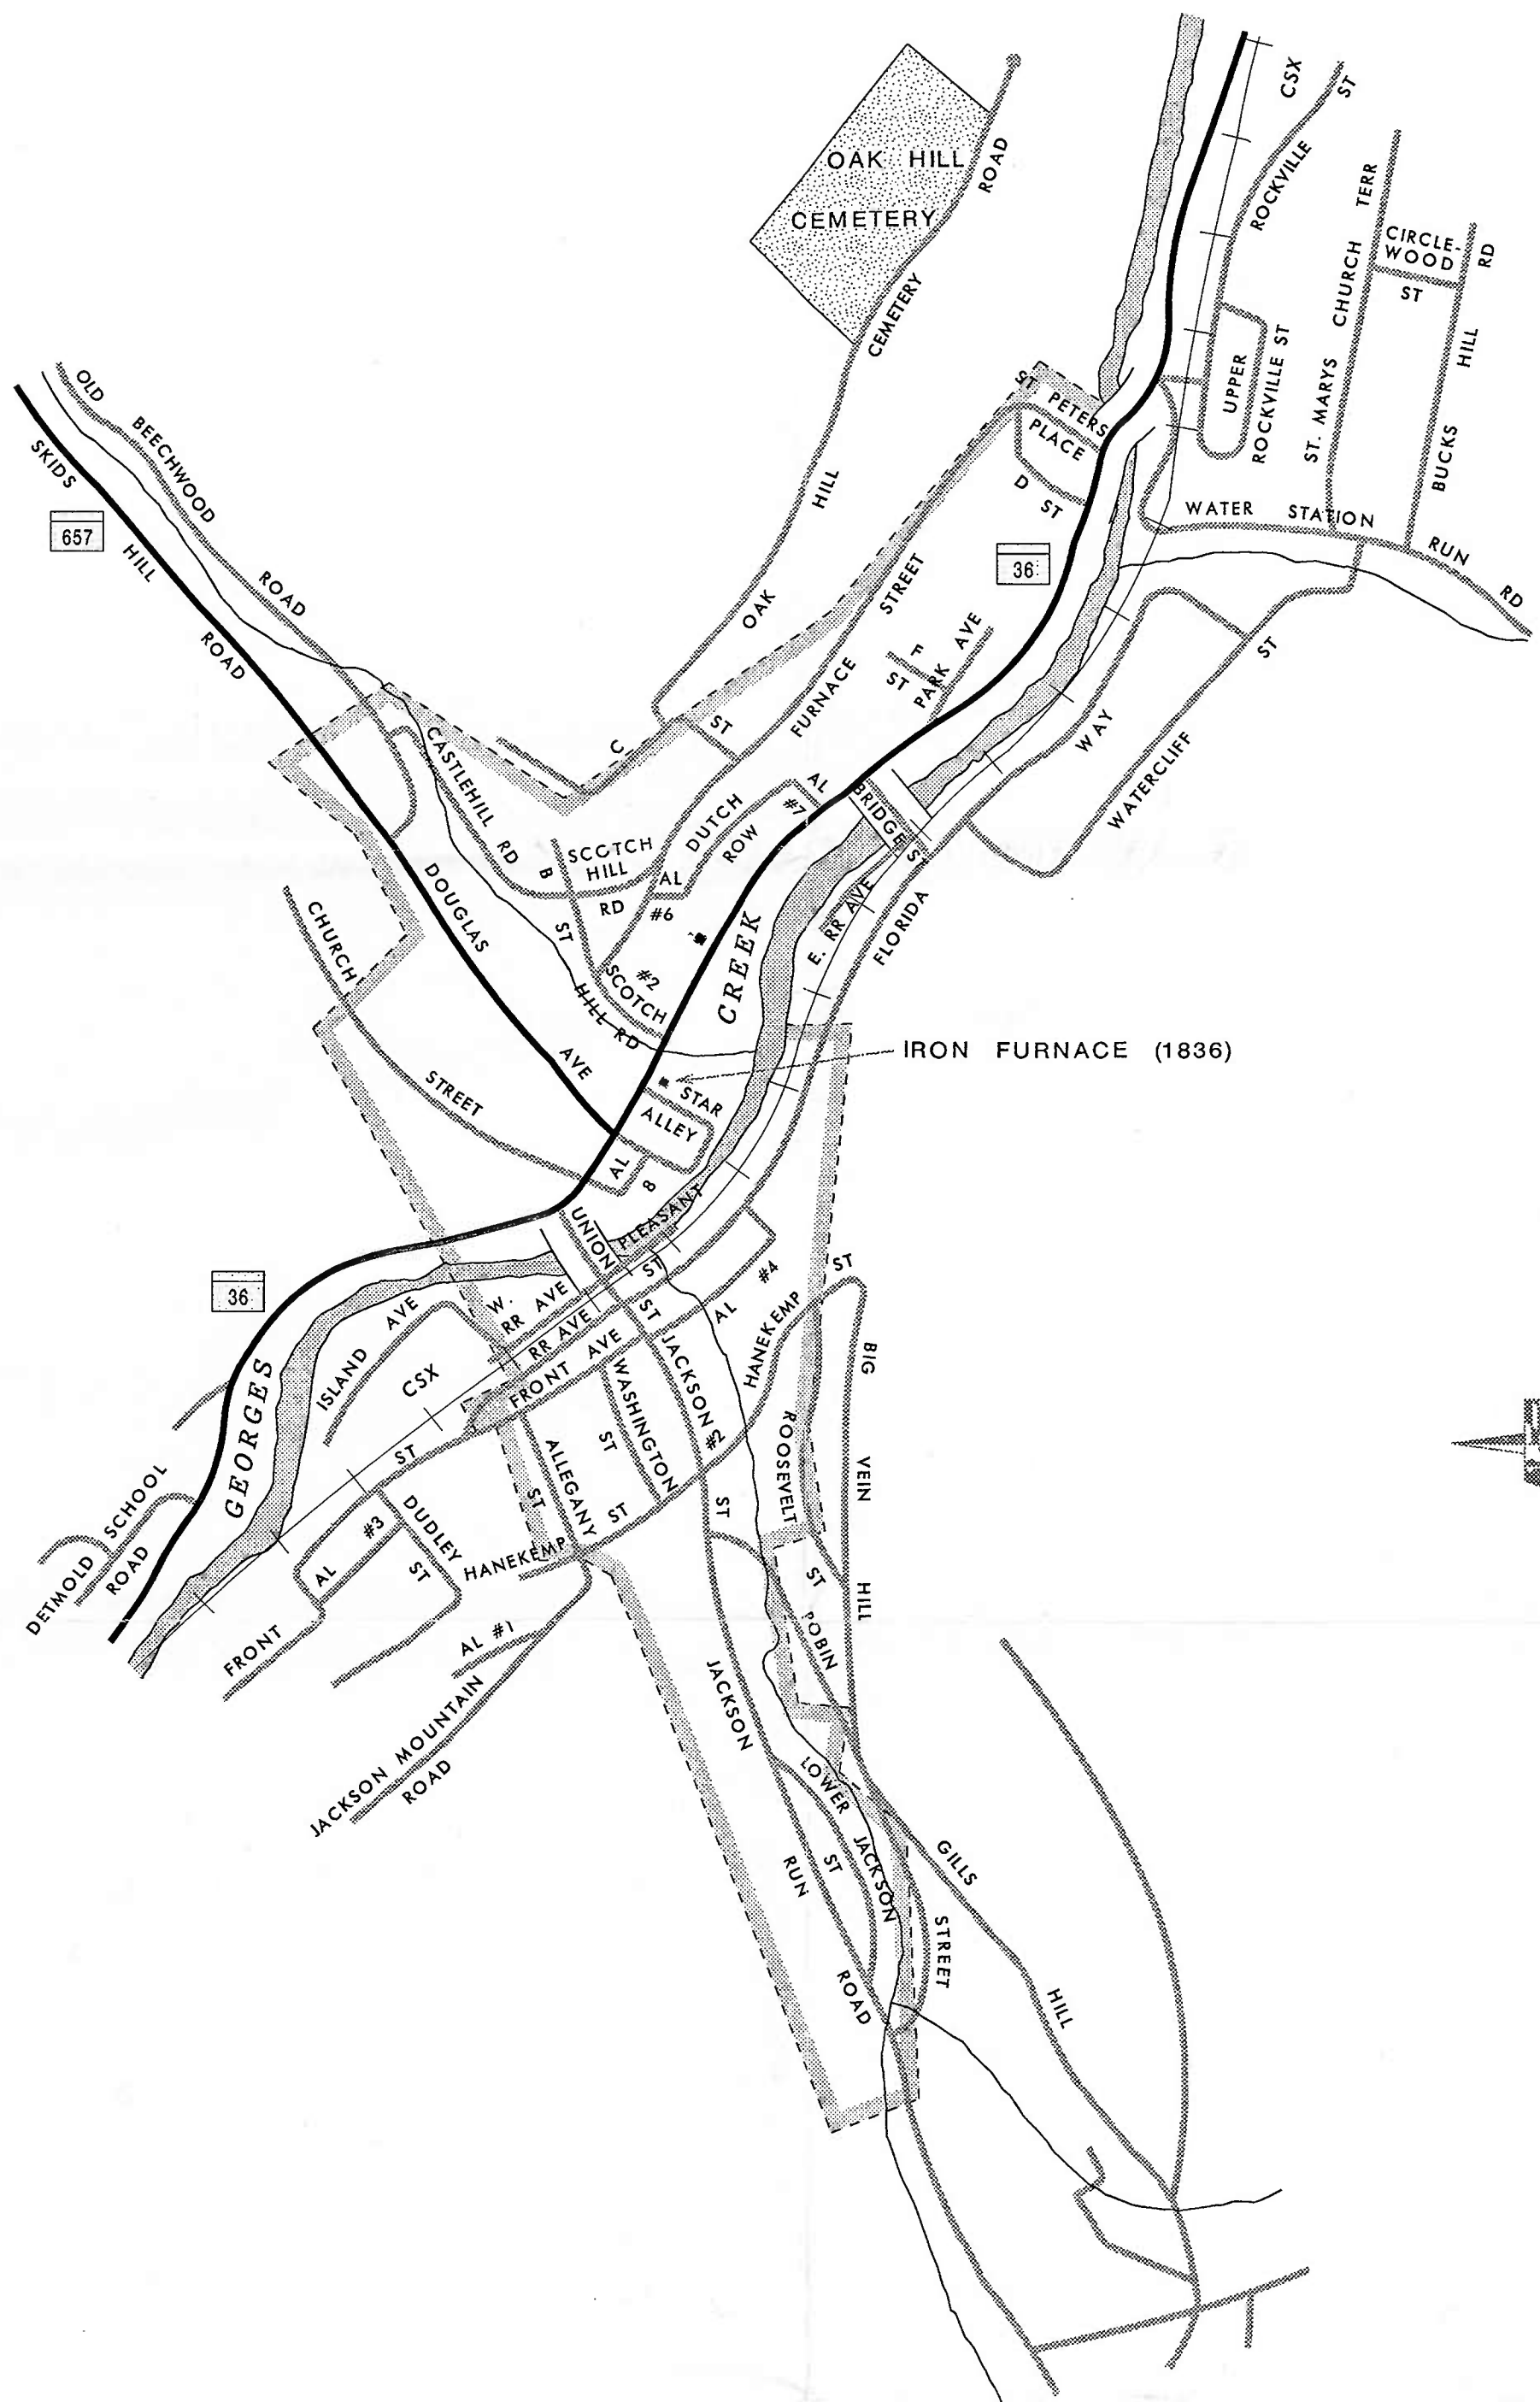 OAK HILL
CEMETERY
OAK HILL CEMETERY ROAD
CSX
ROCKVILLE ST
UPPER
ROCKVILLE ST
ST. MARYS CHURCH TERR
CIRCLE-
WOOD
ST
BUCKS HILL RD
WATER STATION RUN RD
ST PETERS
PLACE
D ST
36
OLD BEECHWOOD ROAD
SKIDS HILL ROAD
657
FURNACE STREET
F
ST
PARK AVE
C ST
CASTLEHILL RD
B ST
SCOTCH
HILL
RD
AL
#6
DUTCH
ROW
AL
#7
BRIDGE ST
WATERCLIFF ST
FLORIDA WAY
E. RR AVE
DOUGLAS AVE
CHURCH STREET
#2
SCOTCH
HILL RD
GEORGES CREEK
IRON FURNACE (1836)
STAR
ALLEY
AL
8
UNION ST
PLEASANT ST
36
ISLAND AVE
CSX
W.
RR AVE
RR AVE
FRONT AVE
WASHINGTON
ST
JACKSON ST
#2
AL
#4
HANEKEMP ST
BIG VEIN HILL
ROOSEVELT ST
ALLEGANY
ST
HANEKEMP ST
DETMOLD SCHOOL
ROAD
FRONT ST
AL
#3
DUDLEY
ST
AL #1
JACKSON MOUNTAIN
ROAD
ROBIN
JACKSON RUN ROAD
LOWER JACKSON
ST
STREET
GILLS HILL